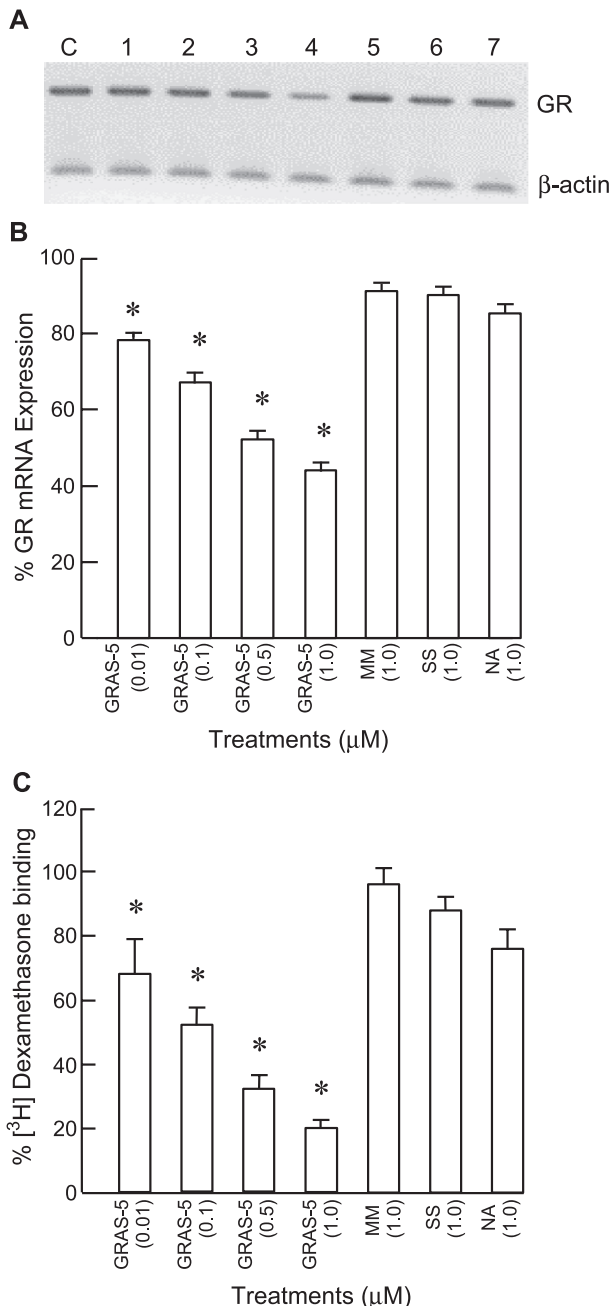 A
C 1 2 3 4 5 6 7
GR
β-actin
B
100
80
60
40
20
0
% GR mRNA Expression
* * * *
GRAS-5 (0.01)
GRAS-5 (0.1)
GRAS-5 (0.5)
GRAS-5 (1.0)
MM (1.0)
SS (1.0)
NA (1.0)
Treatments (μM)
C
120
100
80
60
40
20
0
% [³H] Dexamethasone binding
* * * *
GRAS-5 (0.01)
GRAS-5 (0.1)
GRAS-5 (0.5)
GRAS-5 (1.0)
MM (1.0)
SS (1.0)
NA (1.0)
Treatments (μM)